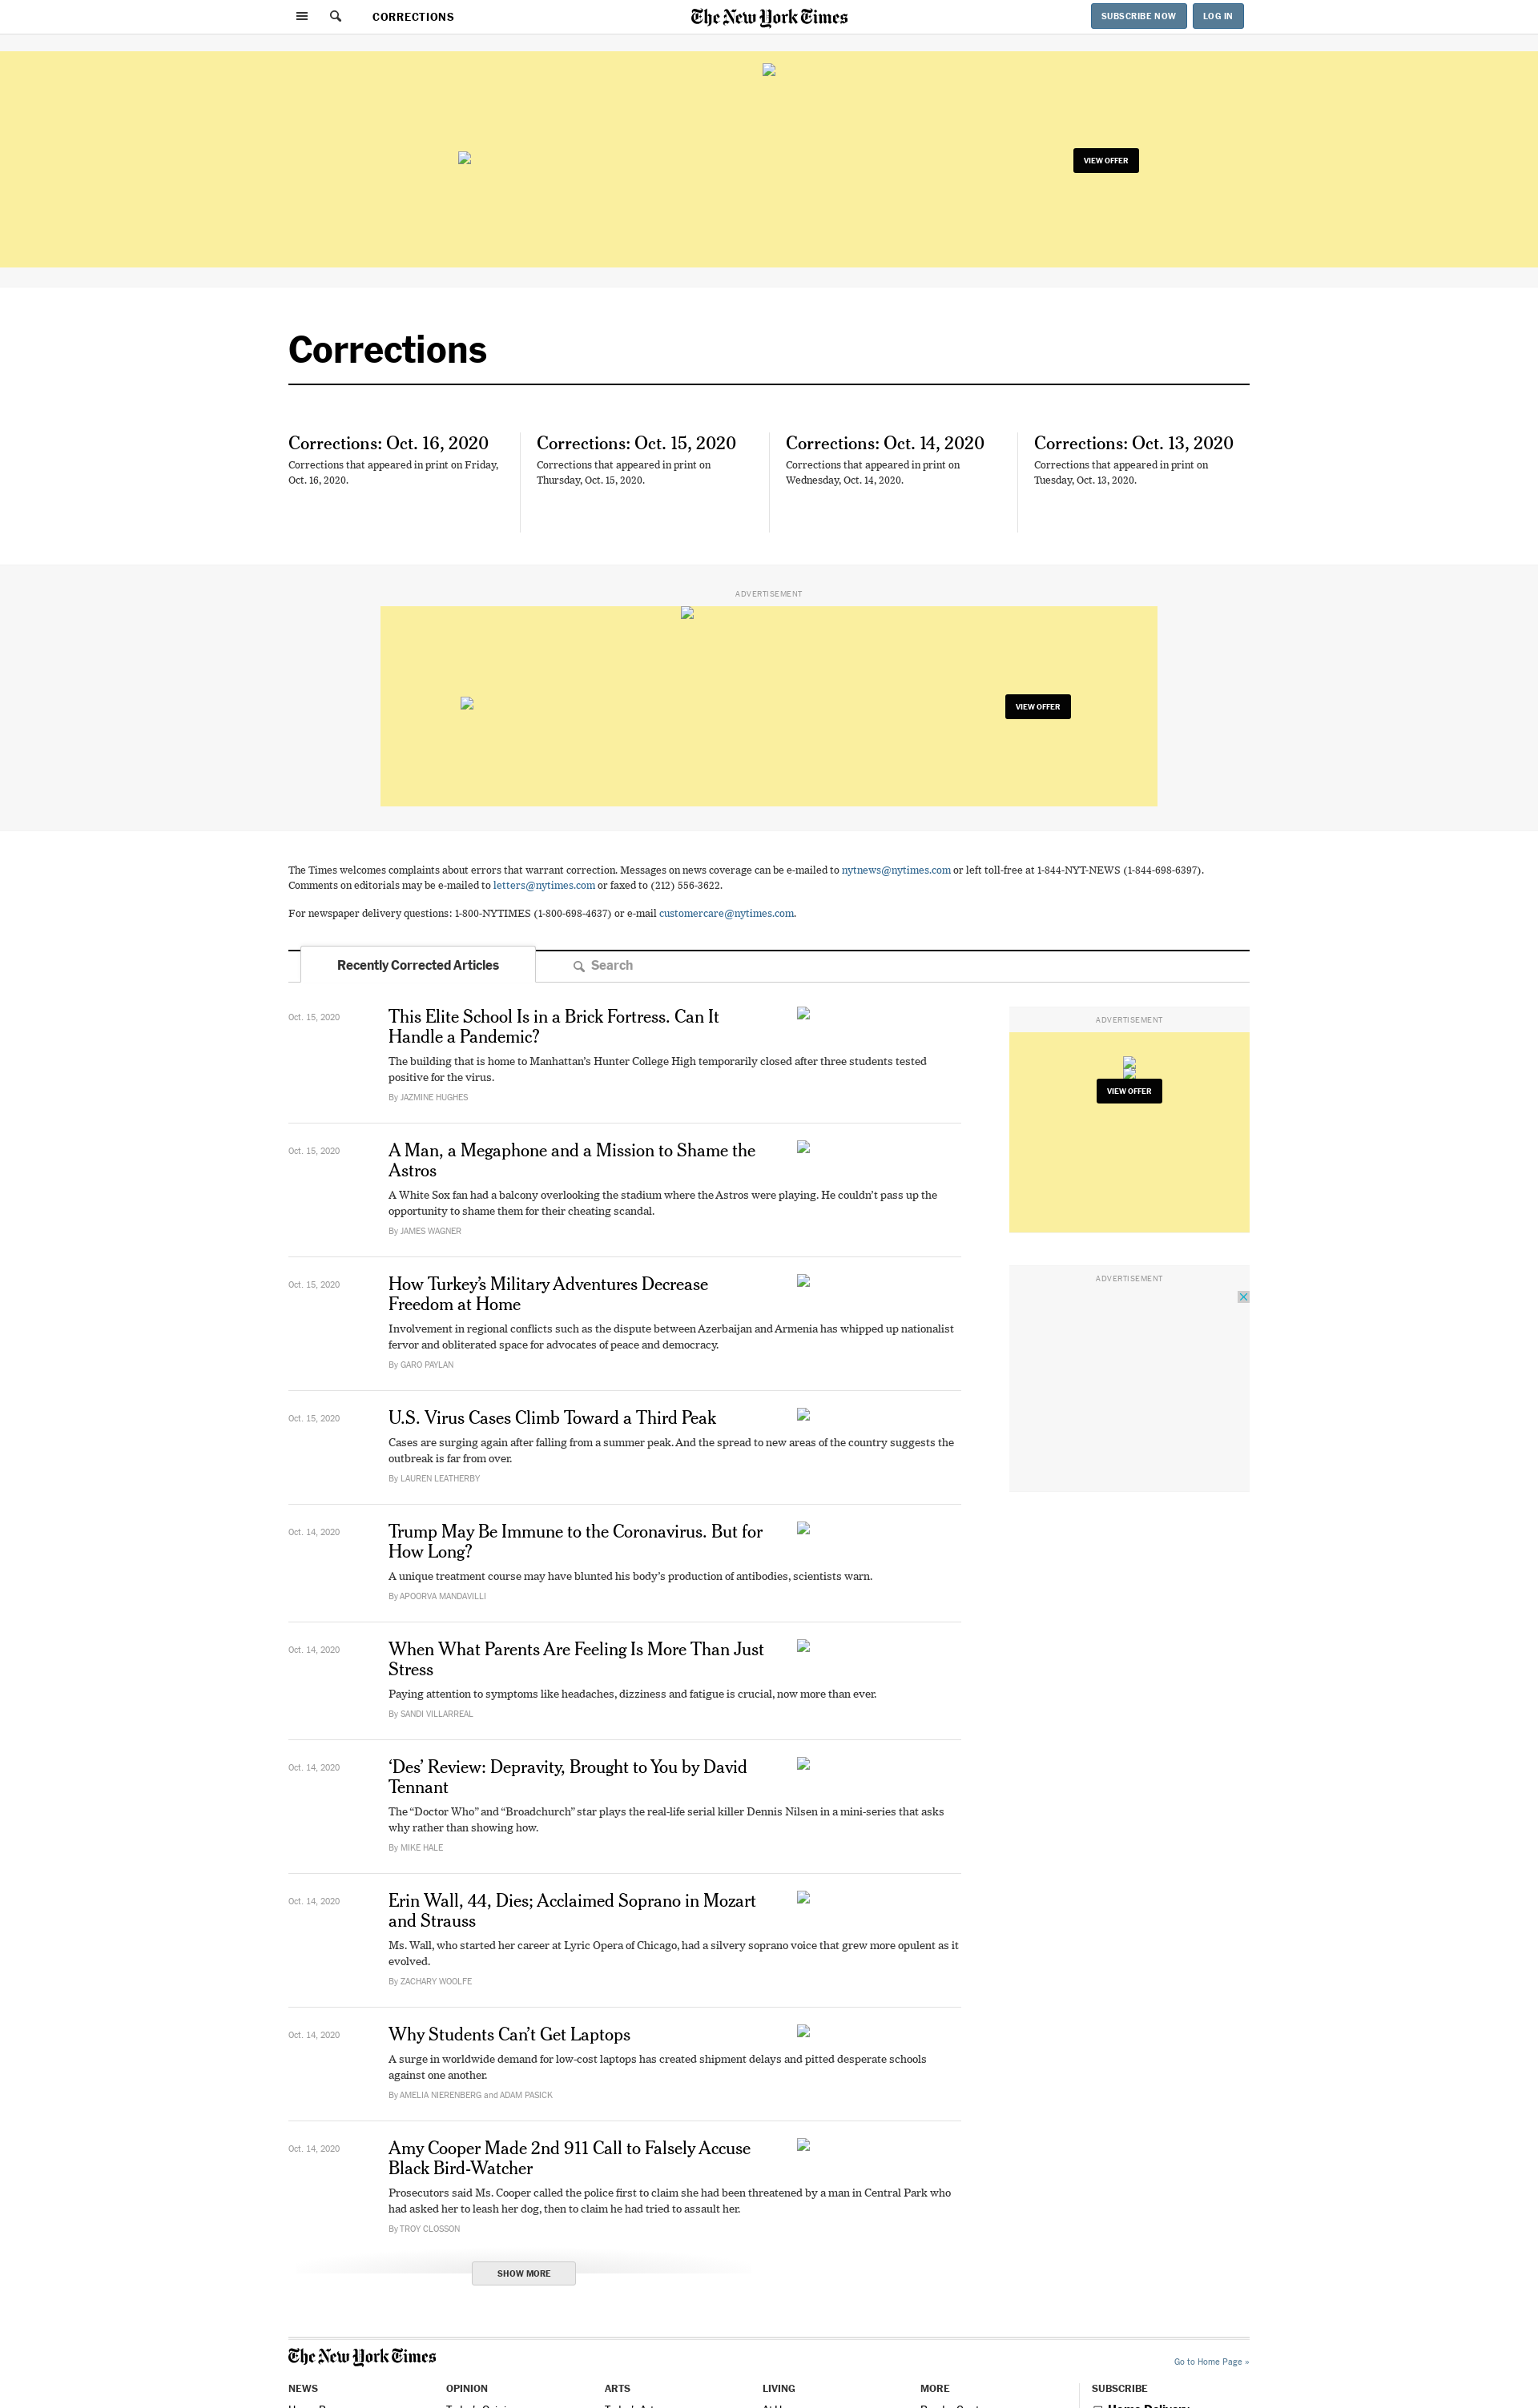 CORRECTIONS
The New York Times
SUBSCRIBE NOW
LOG IN
VIEW OFFER
Corrections
Corrections: Oct. 16, 2020
Corrections that appeared in print on Friday,
Oct. 16, 2020.
Corrections: Oct. 15, 2020
Corrections that appeared in print on
Thursday, Oct. 15, 2020.
Corrections: Oct. 14, 2020
Corrections that appeared in print on
Wednesday, Oct. 14, 2020.
Corrections: Oct. 13, 2020
Corrections that appeared in print on
Tuesday, Oct. 13, 2020.
ADVERTISEMENT
VIEW OFFER
The Times welcomes complaints about errors that warrant correction. Messages on news coverage can be e-mailed to nytnews@nytimes.com or left toll-free at 1-844-NYT-NEWS (1-844-698-6397).
Comments on editorials may be e-mailed to letters@nytimes.com or faxed to (212) 556-3622.
For newspaper delivery questions: 1-800-NYTIMES (1-800-698-4637) or e-mail customercare@nytimes.com.
Recently Corrected Articles
Search
Oct. 15, 2020
This Elite School Is in a Brick Fortress. Can It
Handle a Pandemic?
The building that is home to Manhattan’s Hunter College High temporarily closed after three students tested
positive for the virus.
By JAZMINE HUGHES
Oct. 15, 2020
A Man, a Megaphone and a Mission to Shame the
Astros
A White Sox fan had a balcony overlooking the stadium where the Astros were playing. He couldn’t pass up the
opportunity to shame them for their cheating scandal.
By JAMES WAGNER
Oct. 15, 2020
How Turkey’s Military Adventures Decrease
Freedom at Home
Involvement in regional conflicts such as the dispute between Azerbaijan and Armenia has whipped up nationalist
fervor and obliterated space for advocates of peace and democracy.
By GARO PAYLAN
Oct. 15, 2020
U.S. Virus Cases Climb Toward a Third Peak
Cases are surging again after falling from a summer peak. And the spread to new areas of the country suggests the
outbreak is far from over.
By LAUREN LEATHERBY
Oct. 14, 2020
Trump May Be Immune to the Coronavirus. But for
How Long?
A unique treatment course may have blunted his body’s production of antibodies, scientists warn.
By APOORVA MANDAVILLI
Oct. 14, 2020
When What Parents Are Feeling Is More Than Just
Stress
Paying attention to symptoms like headaches, dizziness and fatigue is crucial, now more than ever.
By SANDI VILLARREAL
Oct. 14, 2020
‘Des’ Review: Depravity, Brought to You by David
Tennant
The “Doctor Who” and “Broadchurch” star plays the real-life serial killer Dennis Nilsen in a mini-series that asks
why rather than showing how.
By MIKE HALE
Oct. 14, 2020
Erin Wall, 44, Dies; Acclaimed Soprano in Mozart
and Strauss
Ms. Wall, who started her career at Lyric Opera of Chicago, had a silvery soprano voice that grew more opulent as it
evolved.
By ZACHARY WOOLFE
Oct. 14, 2020
Why Students Can’t Get Laptops
A surge in worldwide demand for low-cost laptops has created shipment delays and pitted desperate schools
against one another.
By AMELIA NIERENBERG and ADAM PASICK
Oct. 14, 2020
Amy Cooper Made 2nd 911 Call to Falsely Accuse
Black Bird-Watcher
Prosecutors said Ms. Cooper called the police first to claim she had been threatened by a man in Central Park who
had asked her to leash her dog, then to claim he had tried to assault her.
By TROY CLOSSON
SHOW MORE
ADVERTISEMENT
VIEW OFFER
ADVERTISEMENT
The New York Times
Go to Home Page »
NEWS
OPINION
ARTS
LIVING
MORE
SUBSCRIBE